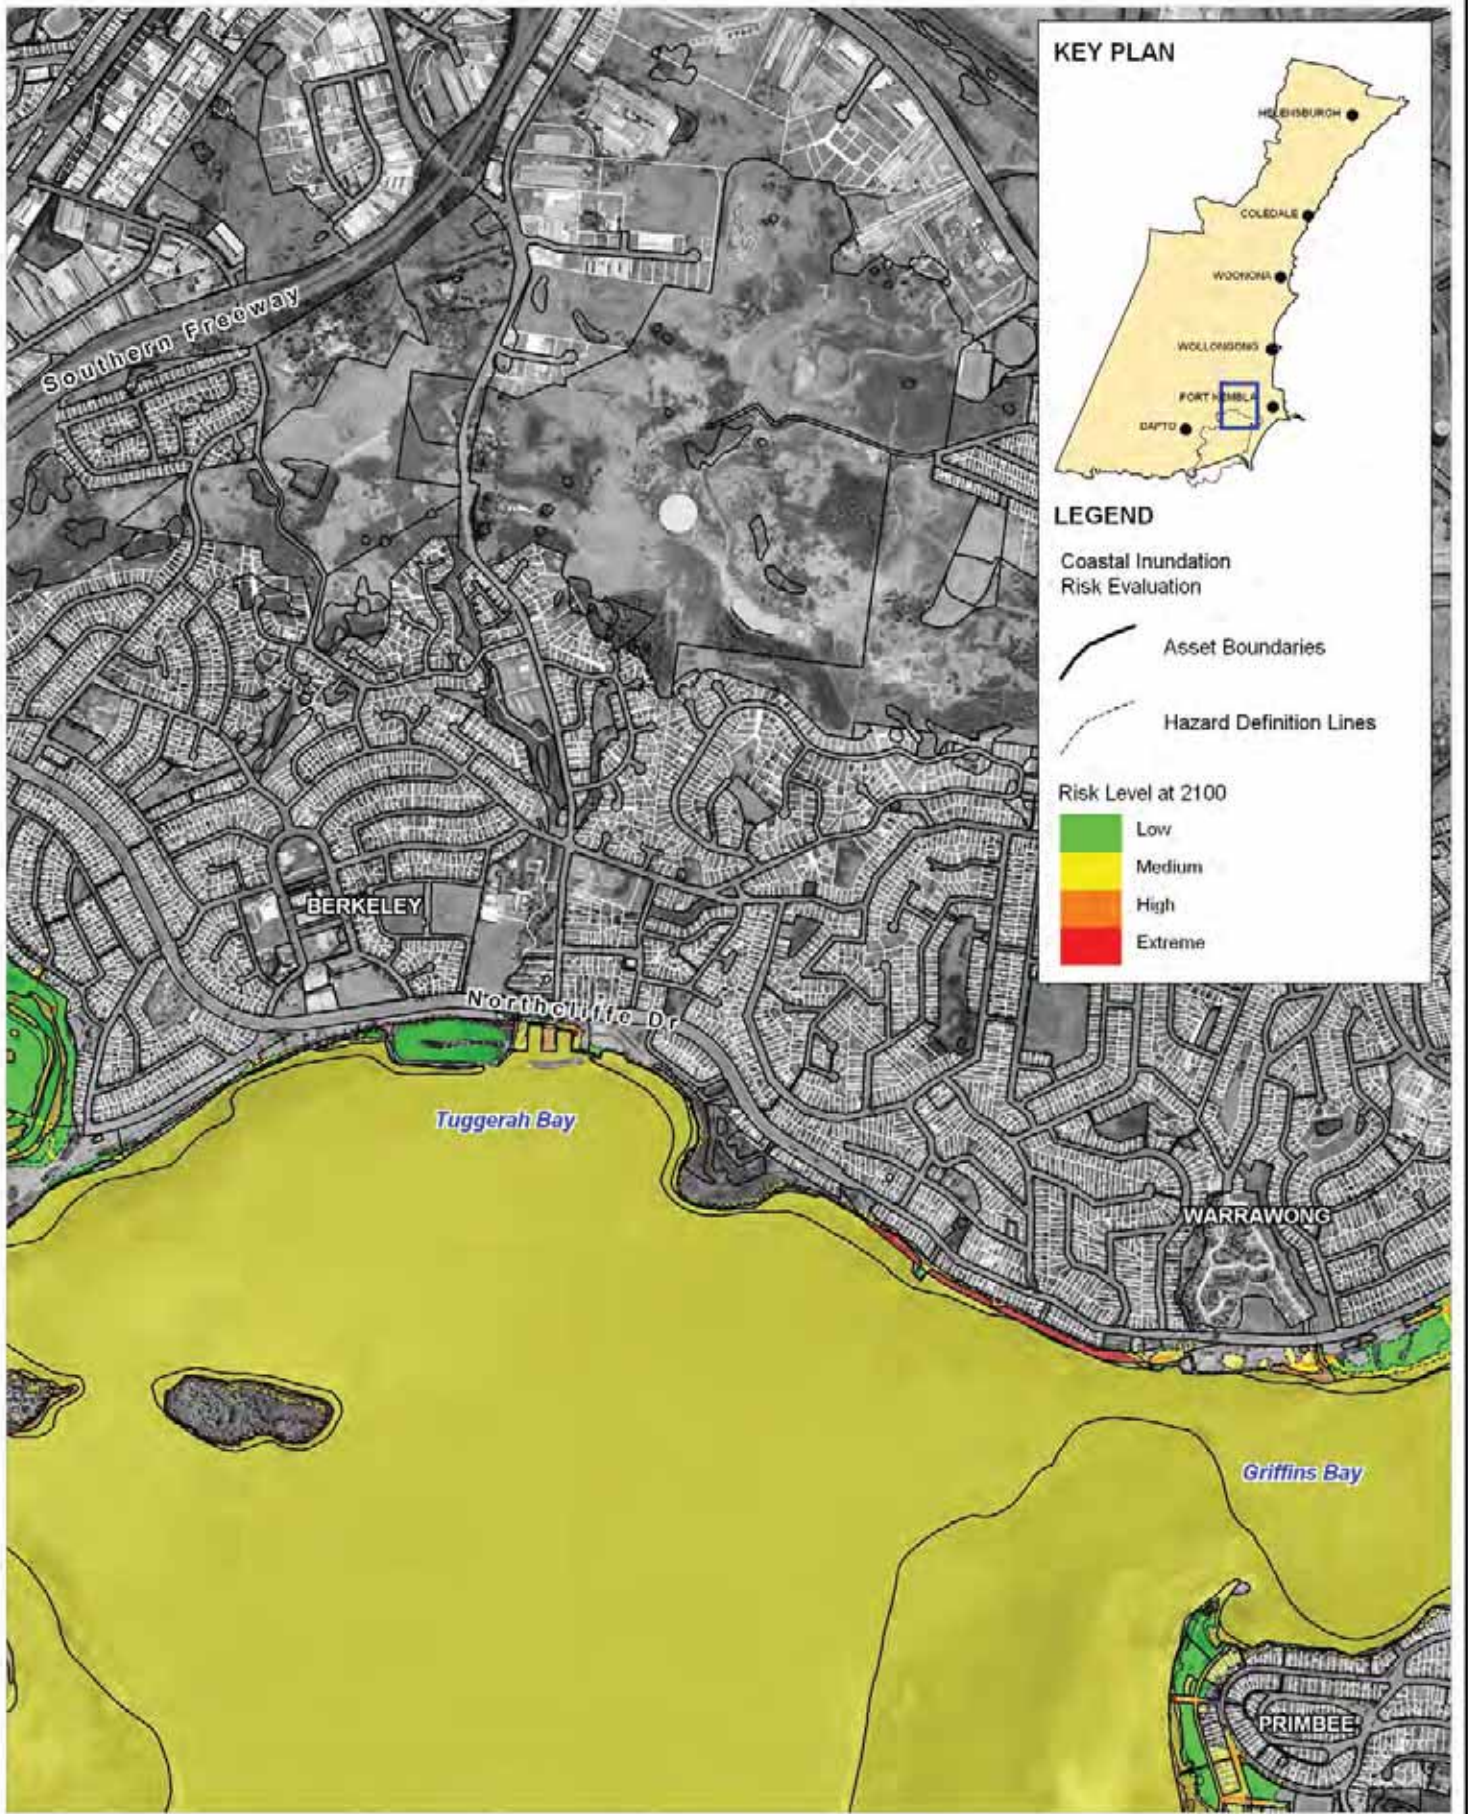 KEY PLAN
HELENSBURGH
COLEDALE
WOONONA
WOLLONGONG
PORT KEMBLA
DAPTO
LEGEND
Coastal Inundation
Risk Evaluation
Asset Boundaries
Hazard Definition Lines
Risk Level at 2100
Low
Medium
High
Extreme
Southern Freeway
BERKELEY
Northcliffe Dr
Tuggerah Bay
WARRAWONG
Griffins Bay
PRIMBEE